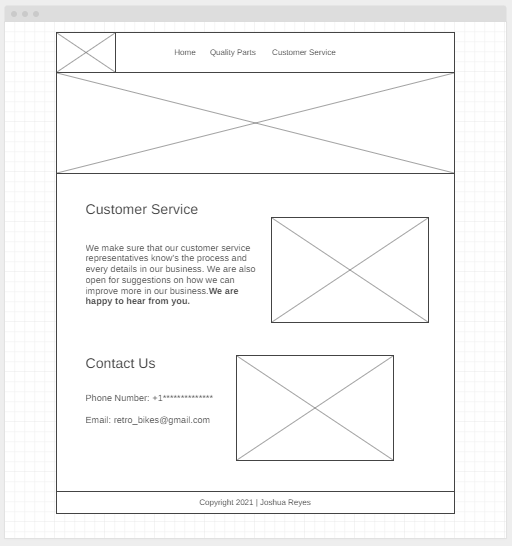 Home Quality Parts Customer Service
Customer Service
We make sure that our customer service
representatives know's the process and
every details in our business. We are also
open for suggestions on how we can
improve more in our business.We are
happy to hear from you.
Contact Us
Phone Number: +1**************
Email: retro_bikes@gmail.com
Copyright 2021 | Joshua Reyes